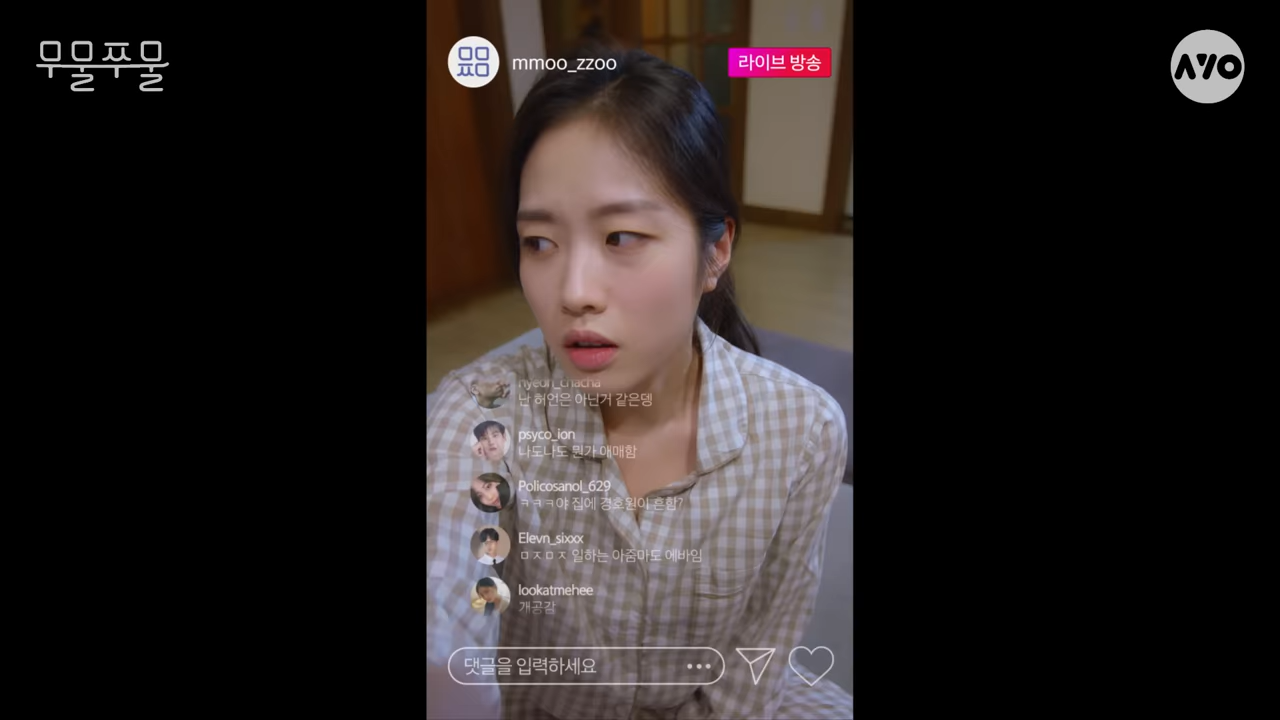 무물쭈물
mmoo_zzoo
라이브 방송
AYO
hyeon_chacha
난 허언은 아닌거 같은뎅
psyco_ion
나도나도 뭔가 애매함
Policosanol_629
ㅋㅋㅋ야 집에 경호원이 흔함?
Elevn_sixxx
ㅁㅈㅁㅈ 일하는 아줌마도 에바임
lookatmehee
개공감
댓글을 입력하세요